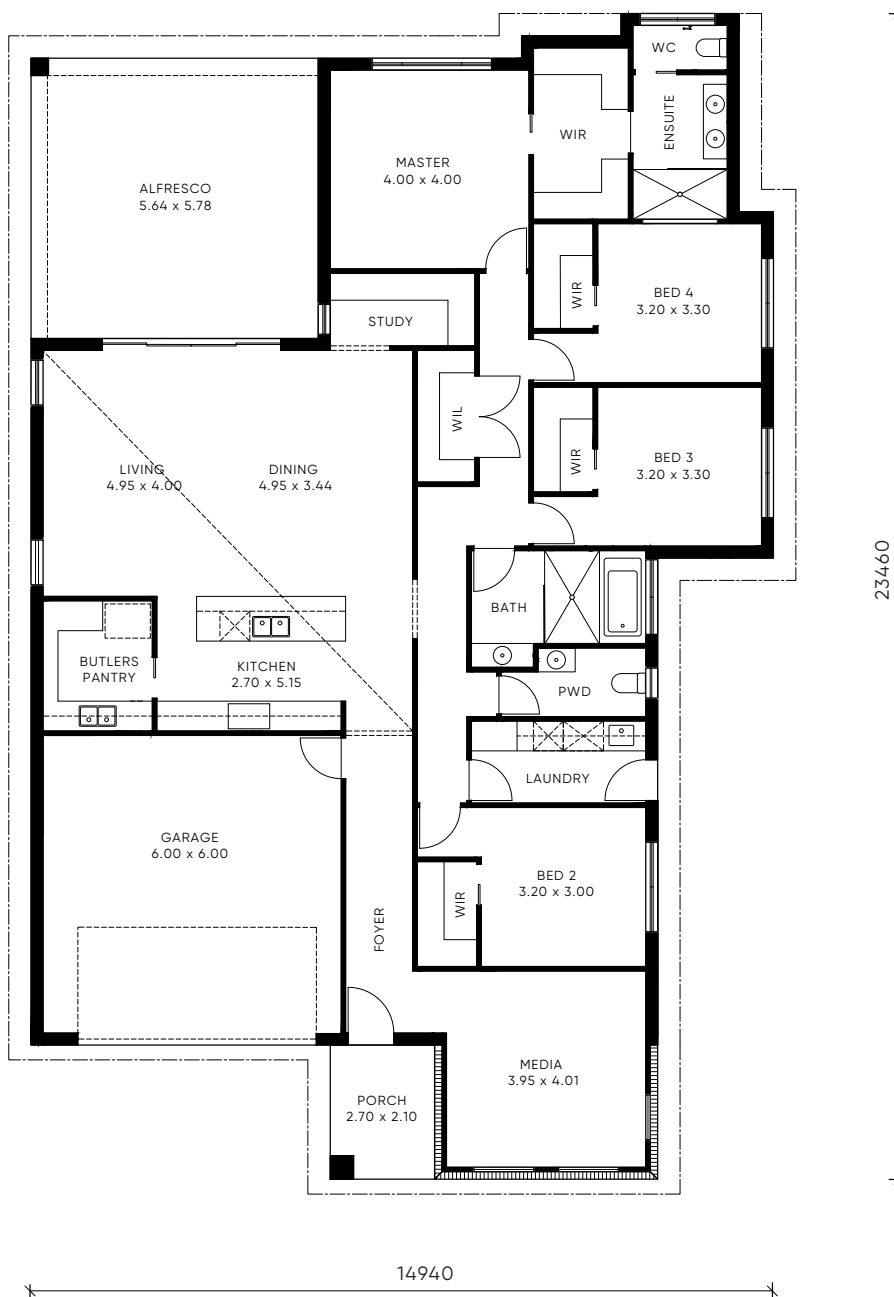 WC
ENSUITE
WIR
MASTER
4.00 x 4.00
ALFRESCO
5.64 x 5.78
WIR
BED 4
3.20 x 3.30
STUDY
WIL
WIR
BED 3
3.20 x 3.30
LIVING
4.95 x 4.00
DINING
4.95 x 3.44
23460
BATH
BUTLERS
PANTRY
KITCHEN
2.70 x 5.15
PWD
LAUNDRY
GARAGE
6.00 x 6.00
BED 2
3.20 x 3.00
WIR
FOYER
MEDIA
3.95 x 4.01
PORCH
2.70 x 2.10
14940